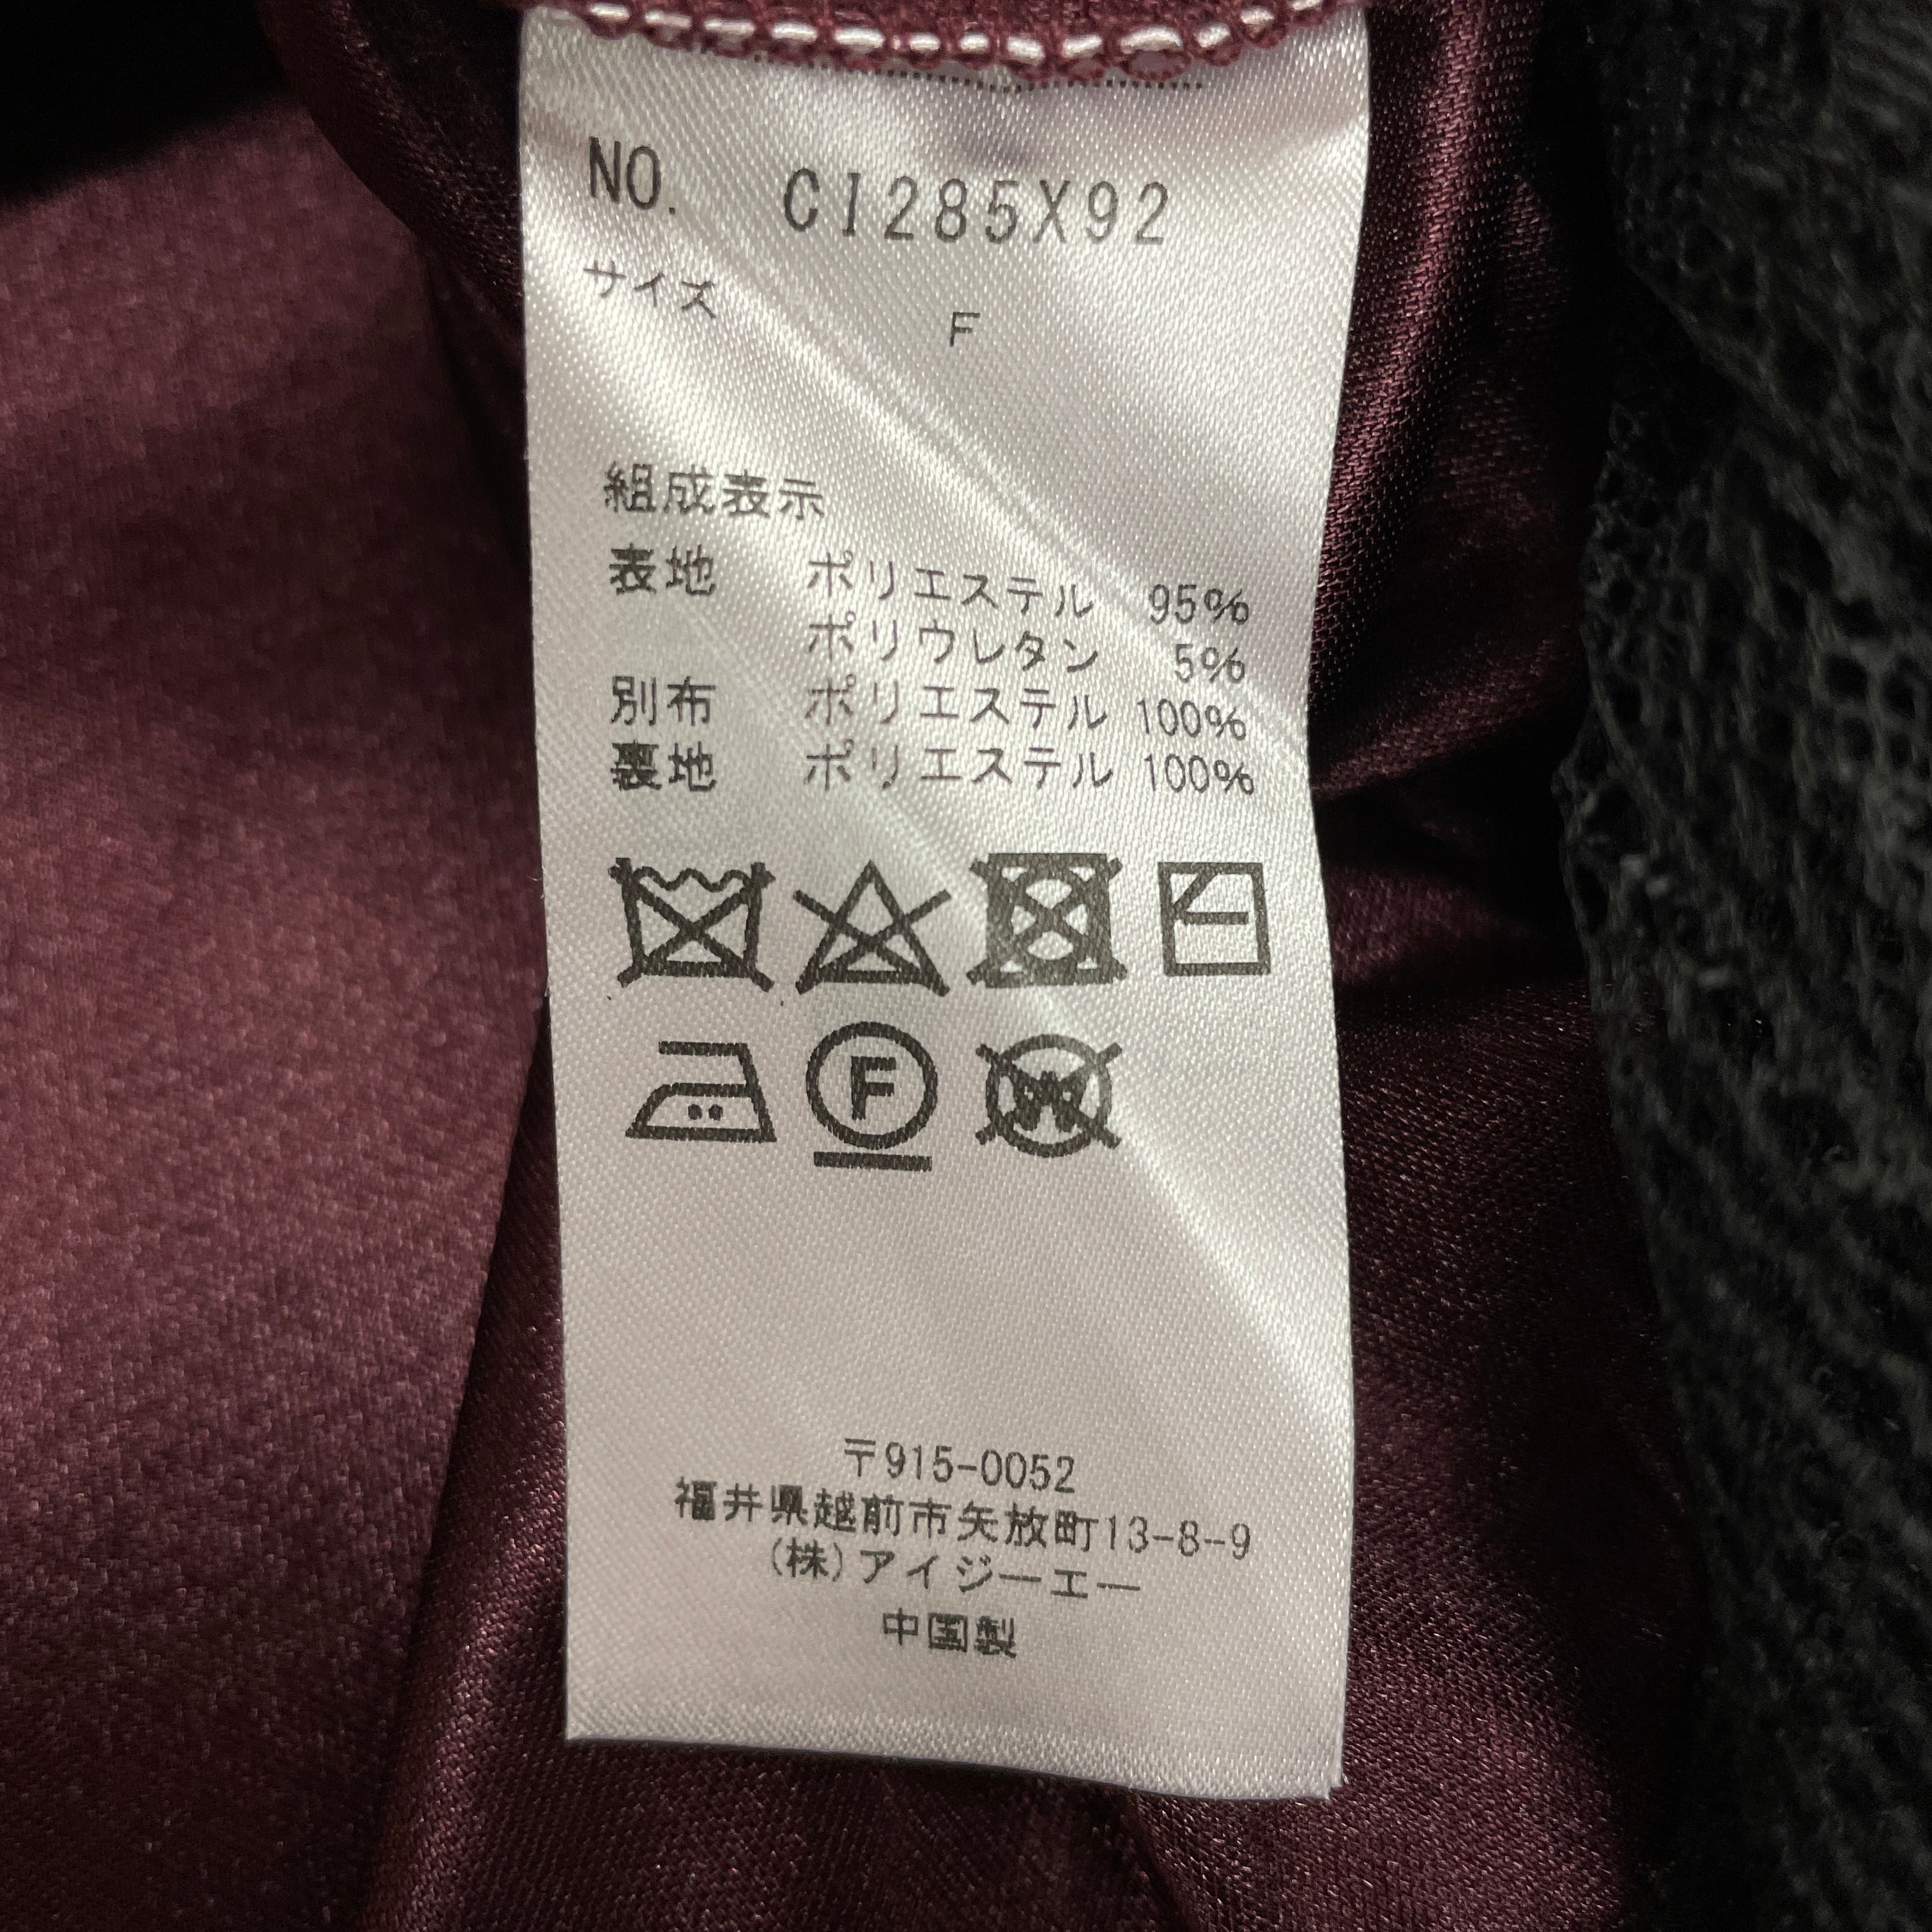 NO. CI285X92
サイズ F
組成表示
表地 ポリエステル 95%
ポリウレタン 5%
別布 ポリエステル 100%
裏地 ポリエステル 100%
F
W
〒915-0052
福井県越前市矢放町13-8-9
(株)アイジーエー
中国製